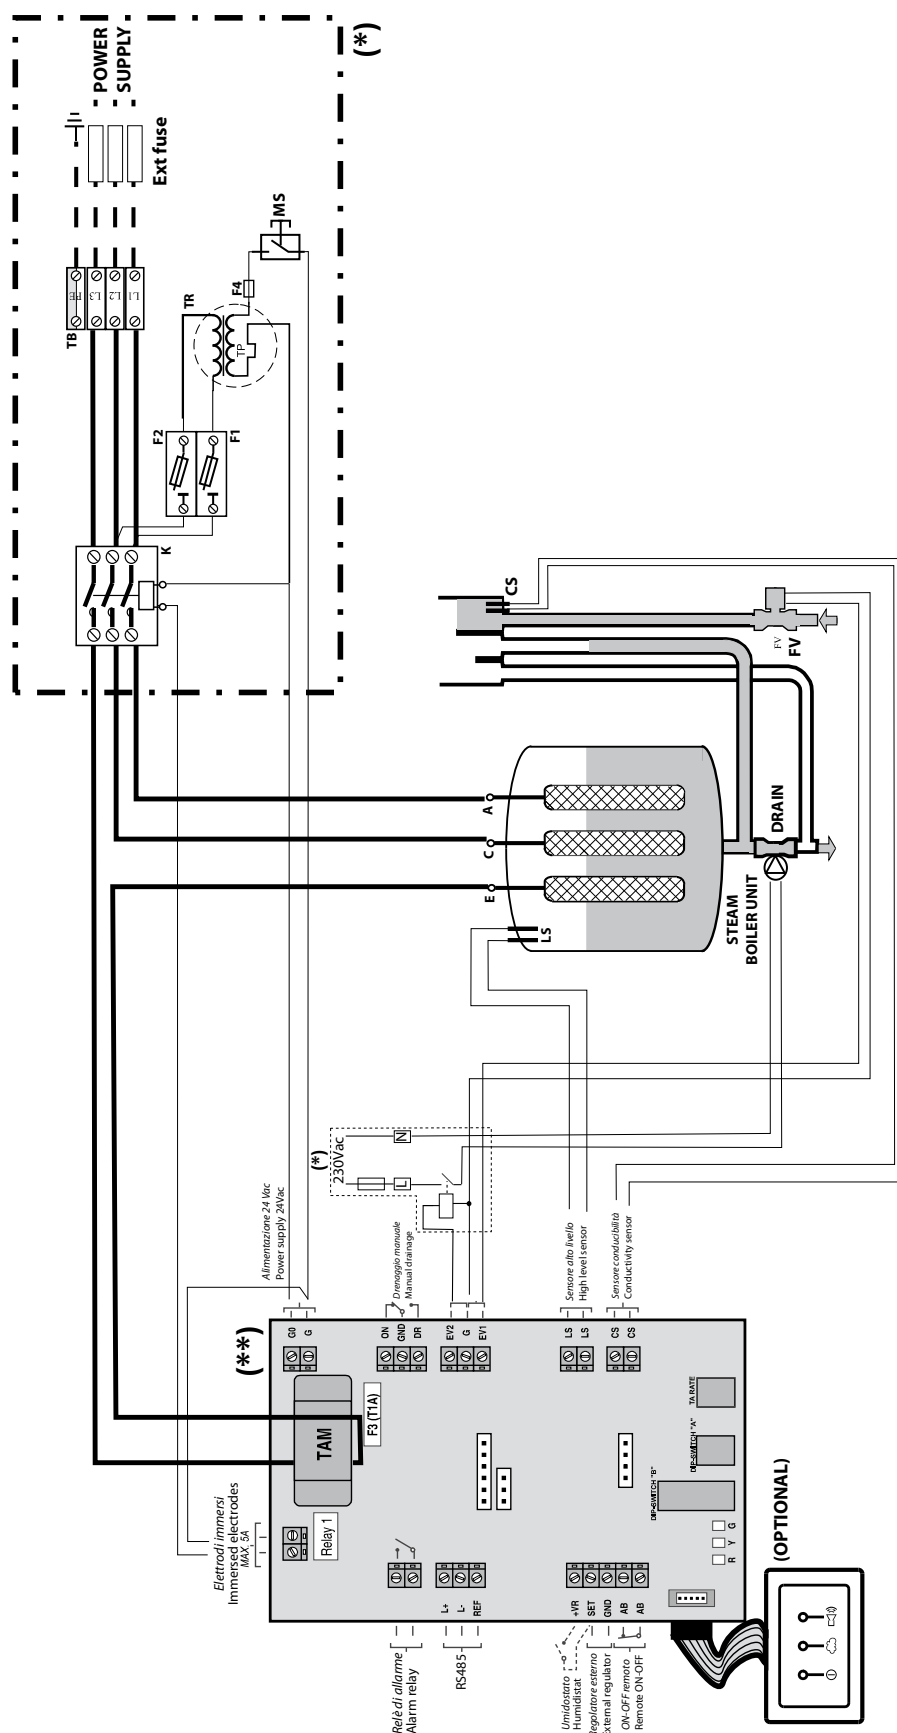 (*)
POWER
SUPPLY
Ext fuse
MS
TB
PE
L3
L2
L1
TR
F4
TP
F2
F1
K
CS
FV
FV
A
C
E
LS
STEAM
BOILER UNIT
DRAIN
(*)
230Vac
L
N
Alimentazione 24 Vac
Power supply 24Vac
Drenaggio manuale
Manual drainage
Sensore alto livello
High level sensor
Sensore conducibilità
Conductivity sensor
(**)
G0
G
ON
GND
DR
EV2
G
EV1
LS
LS
CS
CS
TAM
F3 (T1A)
TA RATE
DIP-SWITCH "A"
DIP-SWITCH "B"
Elettrodi immersi
Immersed electrodes
MAX. 5A
Relay 1
R
Y
G
L+
L-
REF
+VR
SET
GND
AB
AB
Relè di allarme
Alarm relay
RS485
Umidostato
Humidistat
Regolatore esterno
External regulator
ON-OFF remoto
Remote ON-OFF
(OPTIONAL)